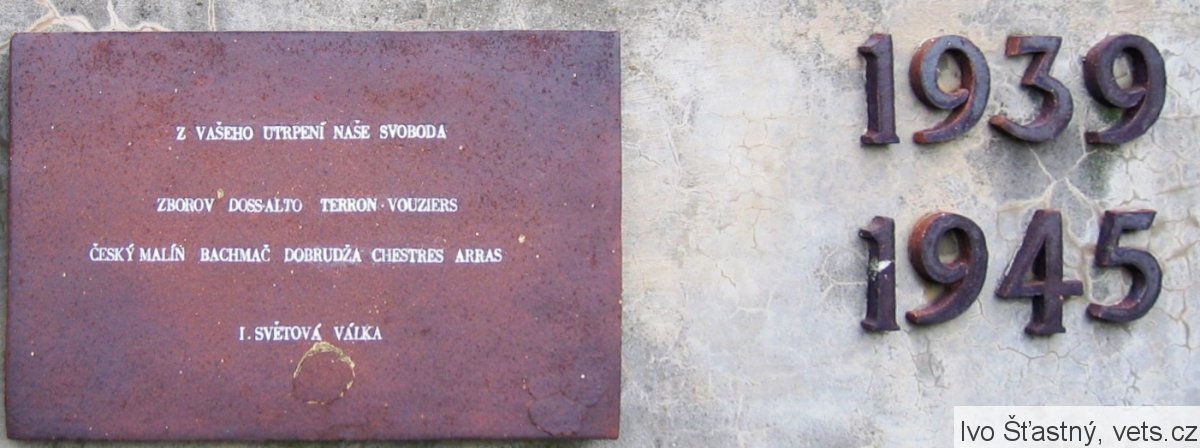 Z VAŠEHO UTRPENÍ NAŠE SVOBODA
ZBOROV DOSS-ALTO TERRON·VOUZIERS
ČESKÝ MALÍN BACHMAČ DOBRUDŽA CHESTRES ARRAS
I. SVĚTOVÁ VÁLKA
1939
1945
Ivo Šťastný, vets.cz